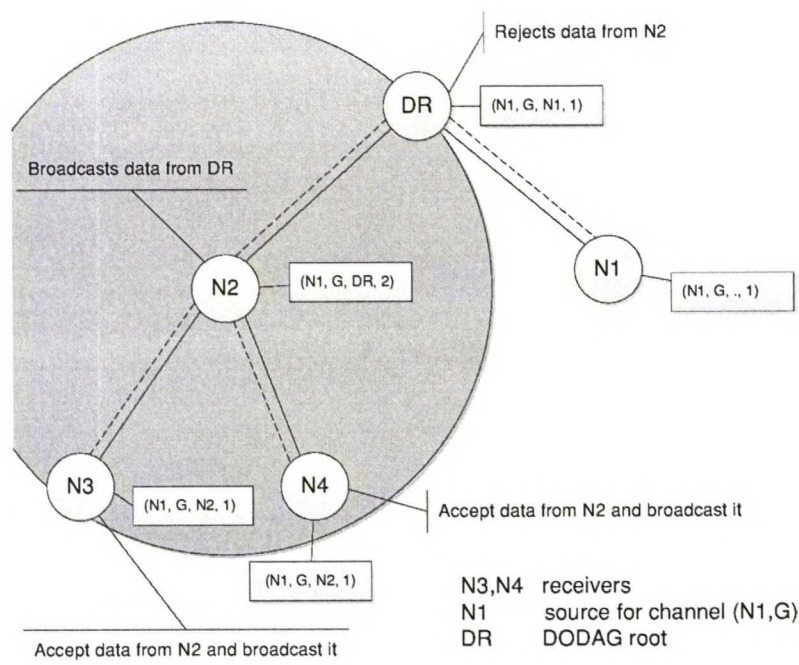 Rejects data from N2
DR
(N1, G, N1, 1)
Broadcasts data from DR
N2
(N1, G, DR, 2)
N1
(N1, G, ., 1)
N3
(N1, G, N2, 1)
N4
Accept data from N2 and broadcast it
(N1, G, N2, 1)
N3,N4 receivers
N1 source for channel (N1,G)
DR DODAG root
Accept data from N2 and broadcast it